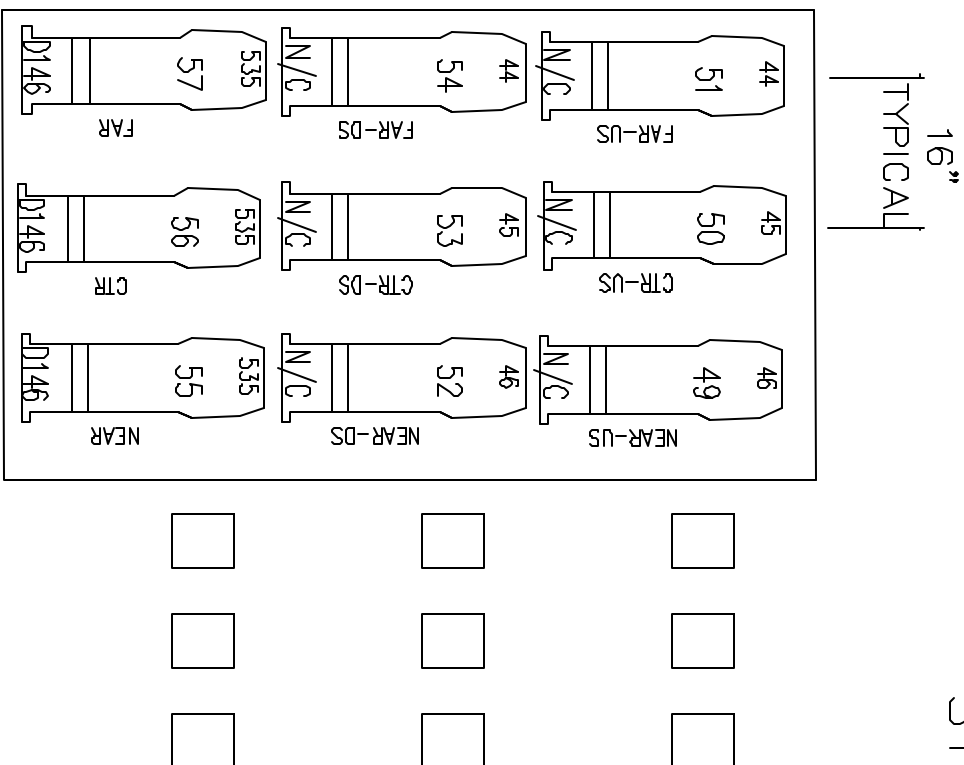 D146
57
535
N/C
54
44
N/C
51
44
FAR
FAR-DS
FAR-US
D146
56
535
N/C
53
45
N/C
50
45
CTR
CTR-DS
CTR-US
D146
55
535
N/C
52
46
N/C
49
46
NEAR
NEAR-DS
NEAR-US
16"
TYPICAL